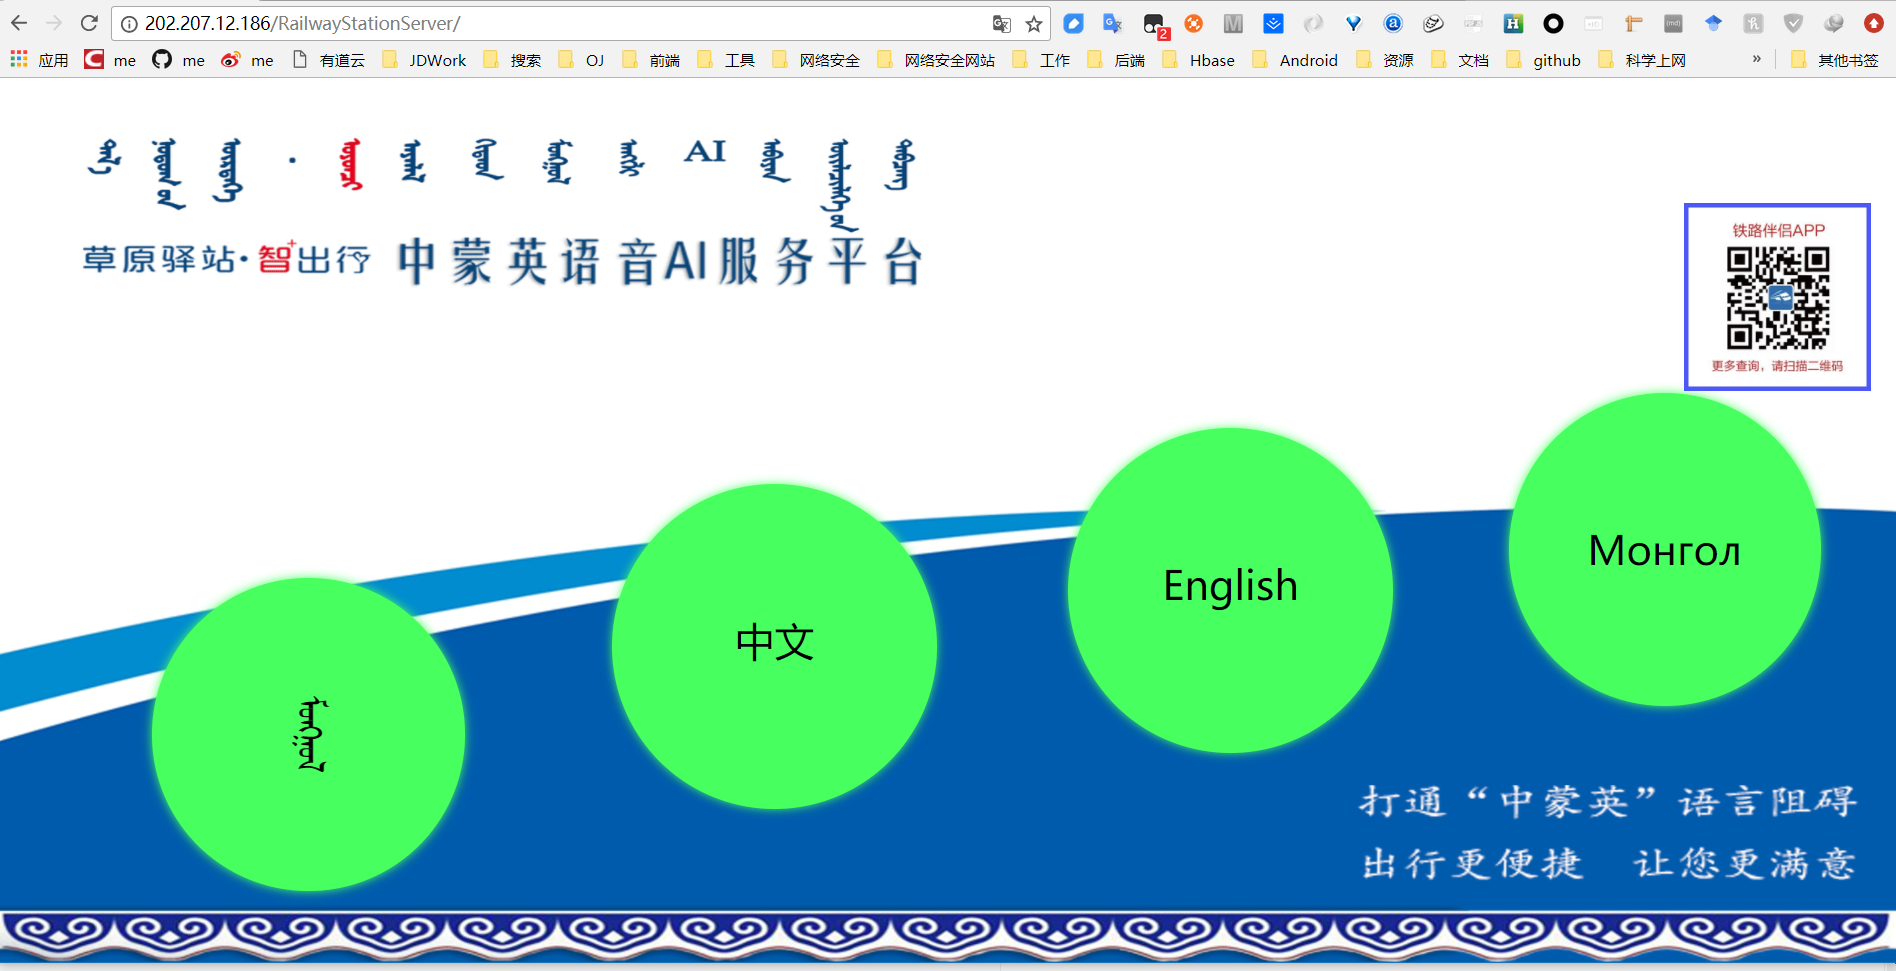 202.207.12.186/RailwayStationServer/
2
应用 me me me 有道云 JDWork 搜索 OJ 前端 工具 网络安全 网络安全网站 工作 后端 Hbase Android 资源 文档 github 科学上网 » 其他书签
AI
草原驿站·智+出行 中蒙英语音AI服务平台
铁路伴侣APP
更多查询，请扫描二维码
Монгол
English
中文
ᠮᠣᠩᠭᠣᠯ
打通“中蒙英”语言阻碍
出行更便捷 让您更满意